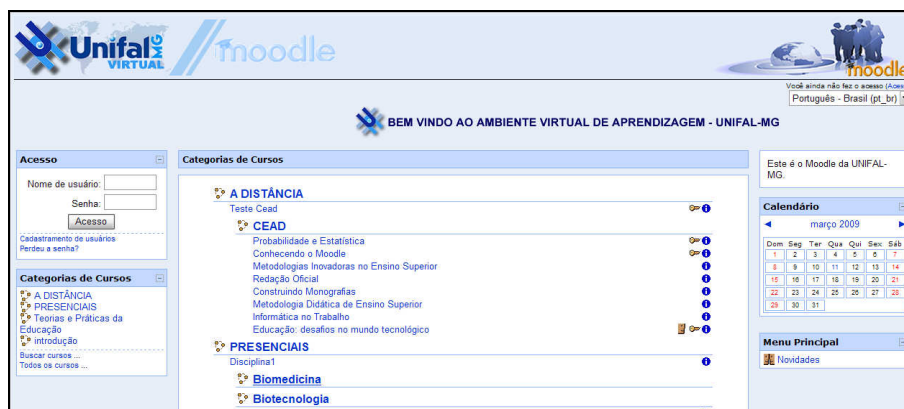 Unifal MG
VIRTUAL
moodle
moodle
Você ainda não fez o acesso (Aces
Português - Brasil (pt_br)
BEM VINDO AO AMBIENTE VIRTUAL DE APRENDIZAGEM - UNIFAL-MG
Acesso
Nome de usuário:
Senha:
Acesso
Cadastramento de usuários
Perdeu a senha?
Categorias de Cursos
A DISTÂNCIA
PRESENCIAIS
Teorias e Práticas da
Educação
introdução
Buscar cursos ...
Todos os cursos ...
Categorias de Cursos
A DISTÂNCIA
Teste Cead
CEAD
Probabilidade e Estatística
Conhecendo o Moodle
Metodologias Inovadoras no Ensino Superior
Redação Oficial
Construindo Monografias
Metodologia Didática de Ensino Superior
Informática no Trabalho
Educação: desafios no mundo tecnológico
PRESENCIAIS
Disciplina1
Biomedicina
Biotecnologia
Este é o Moodle da UNIFAL-
MG.
Calendário
março 2009
Dom Seg Ter Qua Qui Sex Sáb
1 2 3 4 5 6 7
8 9 10 11 12 13 14
15 16 17 18 19 20 21
22 23 24 25 26 27 28
29 30 31
Menu Principal
Novidades